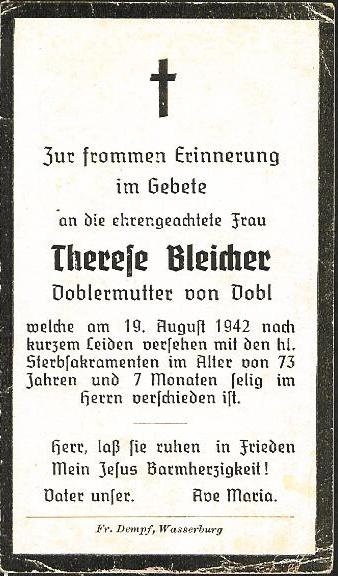 Zur frommen Erinnerung
im Gebete
an die ehrengeachtete Frau
Therese Bleicher
Doblermutter von Dobl
welche am 19. August 1942 nach
kurzem Leiden versehen mit den hl.
Sterbsakramenten im Alter von 73
Jahren und 7 Monaten selig im
Herrn verschieden ist.
Herr, laß sie ruhen in Frieden
Mein Jesus Barmherzigkeit!
Vater unser. Ave Maria.
Fr. Dempf, Wasserburg